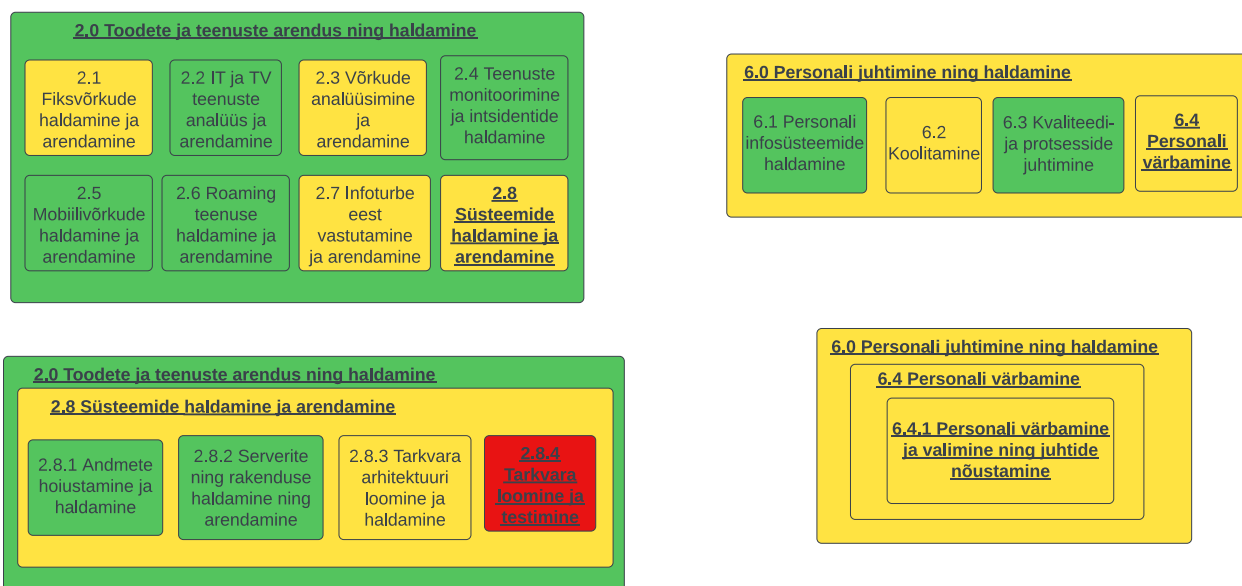 2.0 Toodete ja teenuste arendus ning haldamine
2.1
Fiksvõrkude
haldamine ja
arendamine
2.2 IT ja TV
teenuste
analüüs ja
arendamine
2.3 Võrkude
analüüsimine
ja
arendamine
2.4 Teenuste
monitoorimine
ja intsidentide
haldamine
2.5
Mobiilivõrkude
haldamine ja
arendamine
2.6 Roaming
teenuse
haldamine ja
arendamine
2.7 Infoturbe
eest
vastutamine
ja arendamine
2.8
Süsteemide
haldamine ja
arendamine
6.0 Personali juhtimine ning haldamine
6.1 Personali
infosüsteemide
haldamine
6.2
Koolitamine
6.3 Kvaliteedi-
ja protsesside
juhtimine
6.4
Personali
värbamine
2.0 Toodete ja teenuste arendus ning haldamine
2.8 Süsteemide haldamine ja arendamine
2.8.1 Andmete
hoiustamine ja
haldamine
2.8.2 Serverite
ning rakenduse
haldamine ning
arendamine
2.8.3 Tarkvara
arhitektuuri
loomine ja
haldamine
2.8.4
Tarkvara
loomine ja
testimine
6.0 Personali juhtimine ning haldamine
6.4 Personali värbamine
6.4.1 Personali värbamine
ja valimine ning juhtide
nõustamine